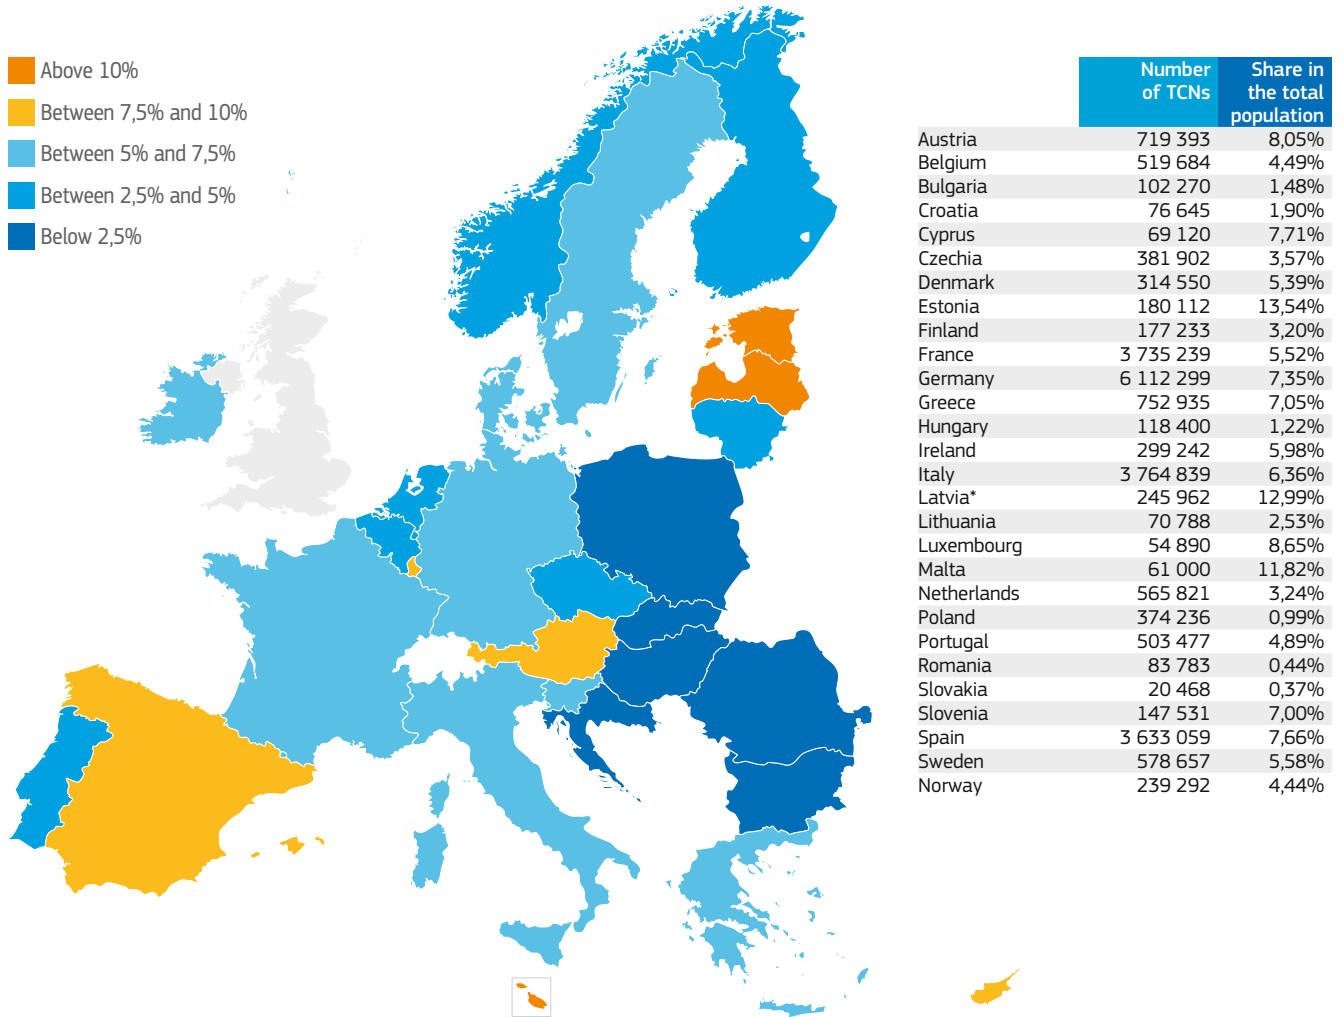 Above 10%
Between 7,5% and 10%
Between 5% and 7,5%
Between 2,5% and 5%
Below 2,5%
Number of TCNs Share in the total population
Austria 719 393 8,05%
Belgium 519 684 4,49%
Bulgaria 102 270 1,48%
Croatia 76 645 1,90%
Cyprus 69 120 7,71%
Czechia 381 902 3,57%
Denmark 314 550 5,39%
Estonia 180 112 13,54%
Finland 177 233 3,20%
France 3 735 239 5,52%
Germany 6 112 299 7,35%
Greece 752 935 7,05%
Hungary 118 400 1,22%
Ireland 299 242 5,98%
Italy 3 764 839 6,36%
Latvia* 245 962 12,99%
Lithuania 70 788 2,53%
Luxembourg 54 890 8,65%
Malta 61 000 11,82%
Netherlands 565 821 3,24%
Poland 374 236 0,99%
Portugal 503 477 4,89%
Romania 83 783 0,44%
Slovakia 20 468 0,37%
Slovenia 147 531 7,00%
Spain 3 633 059 7,66%
Sweden 578 657 5,58%
Norway 239 292 4,44%